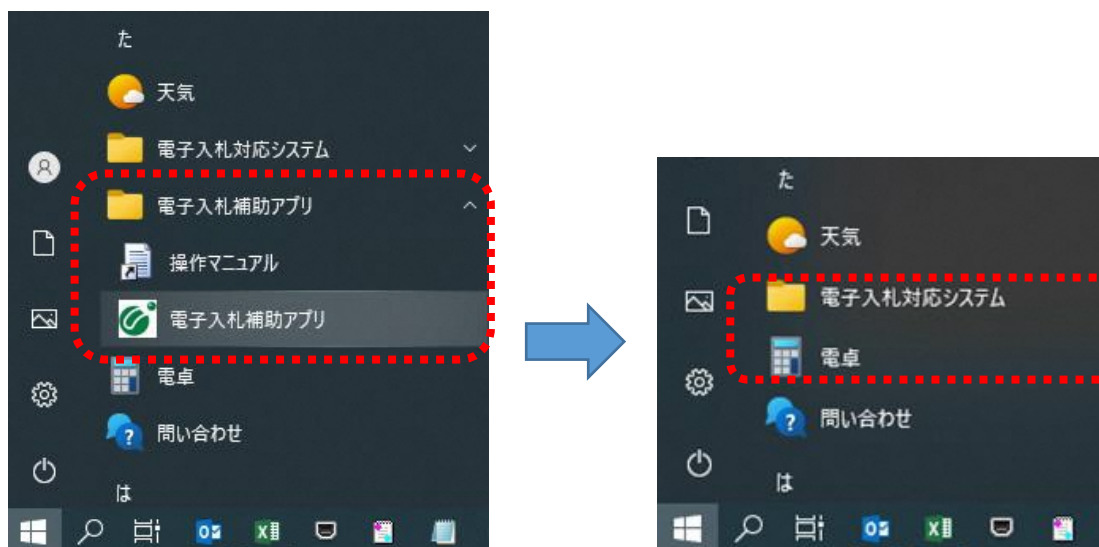 た
天気
電子入札対応システム
電子入札補助アプリ
操作マニュアル
電子入札補助アプリ
電卓
問い合わせ
は
た
天気
電子入札対応システム
電卓
問い合わせ
は